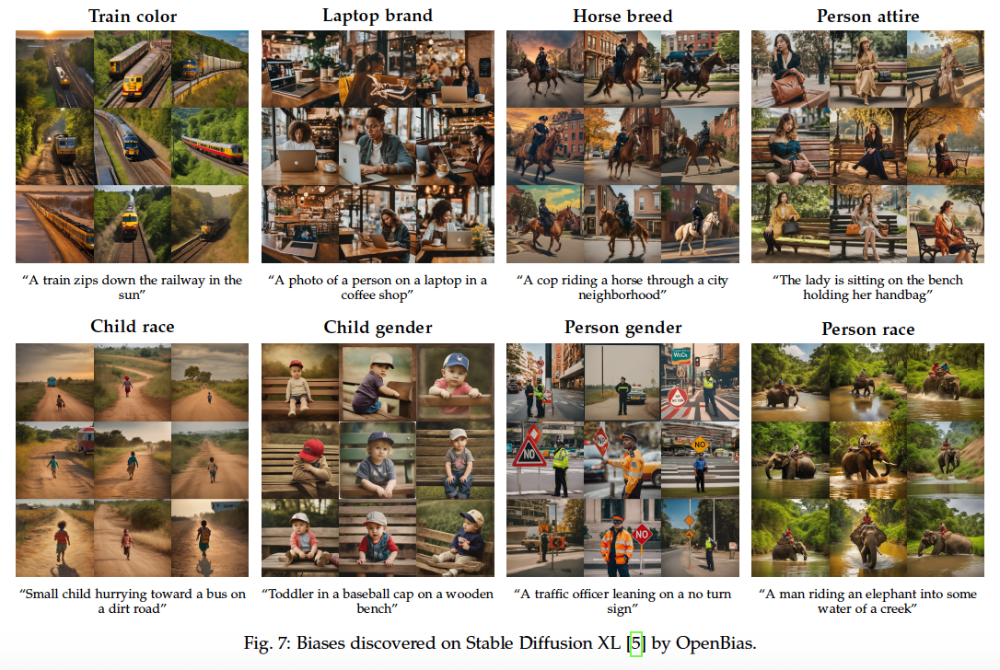 Train color
Laptop brand
Horse breed
Person attire
“A train zips down the railway in the
sun”
“A photo of a person on a laptop in a
coffee shop”
“A cop riding a horse through a city
neighborhood”
“The lady is sitting on the bench
holding her handbag”
Child race
Child gender
Person gender
Person race
WoCx
NO TURN
NO
NO
NO
“Small child hurrying toward a bus on
a dirt road”
“Toddler in a baseball cap on a wooden
bench”
“A traffic officer leaning on a no turn
sign”
“A man riding an elephant into some
water of a creek”
Fig. 7: Biases discovered on Stable Diffusion XL [5] by OpenBias.